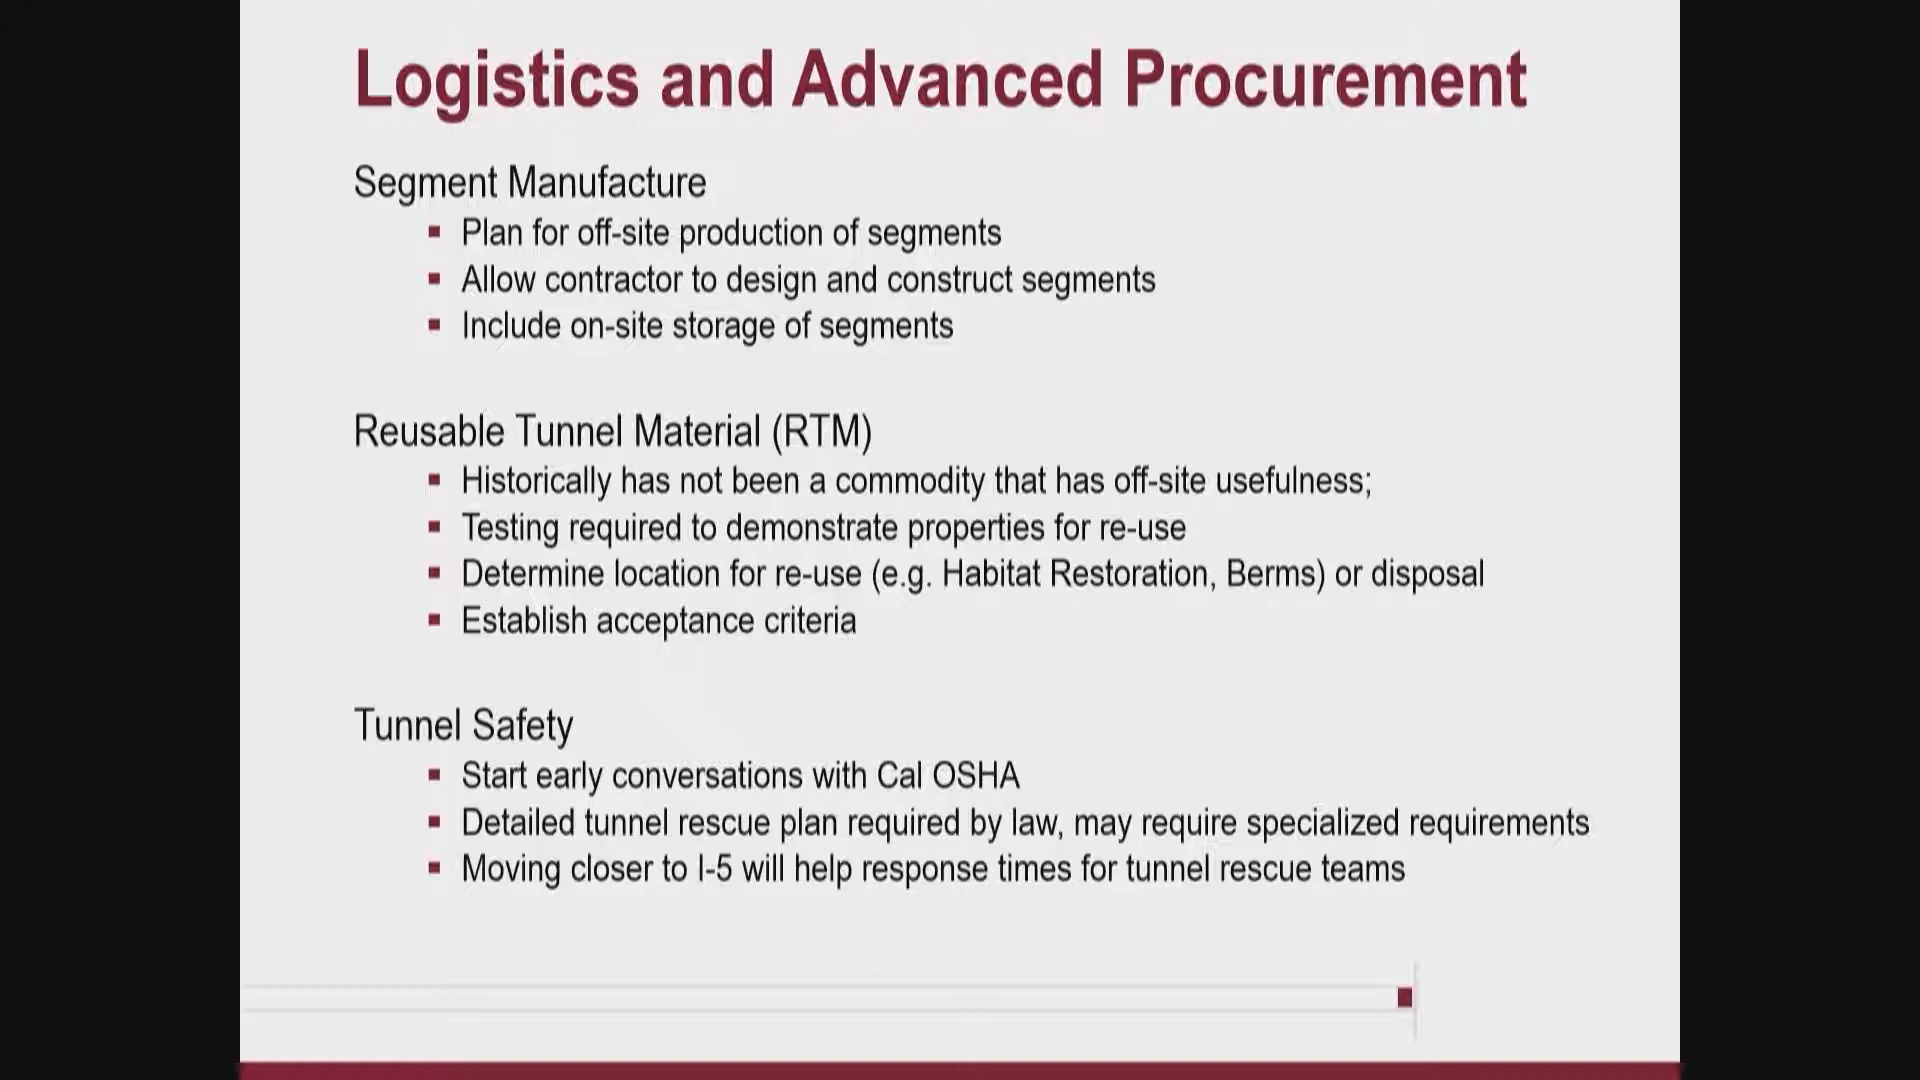 Logistics and Advanced Procurement
Segment Manufacture
▪ Plan for off-site production of segments
▪ Allow contractor to design and construct segments
▪ Include on-site storage of segments
Reusable Tunnel Material (RTM)
▪ Historically has not been a commodity that has off-site usefulness;
▪ Testing required to demonstrate properties for re-use
▪ Determine location for re-use (e.g. Habitat Restoration, Berms) or disposal
▪ Establish acceptance criteria
Tunnel Safety
▪ Start early conversations with Cal OSHA
▪ Detailed tunnel rescue plan required by law, may require specialized requirements
▪ Moving closer to I-5 will help response times for tunnel rescue teams